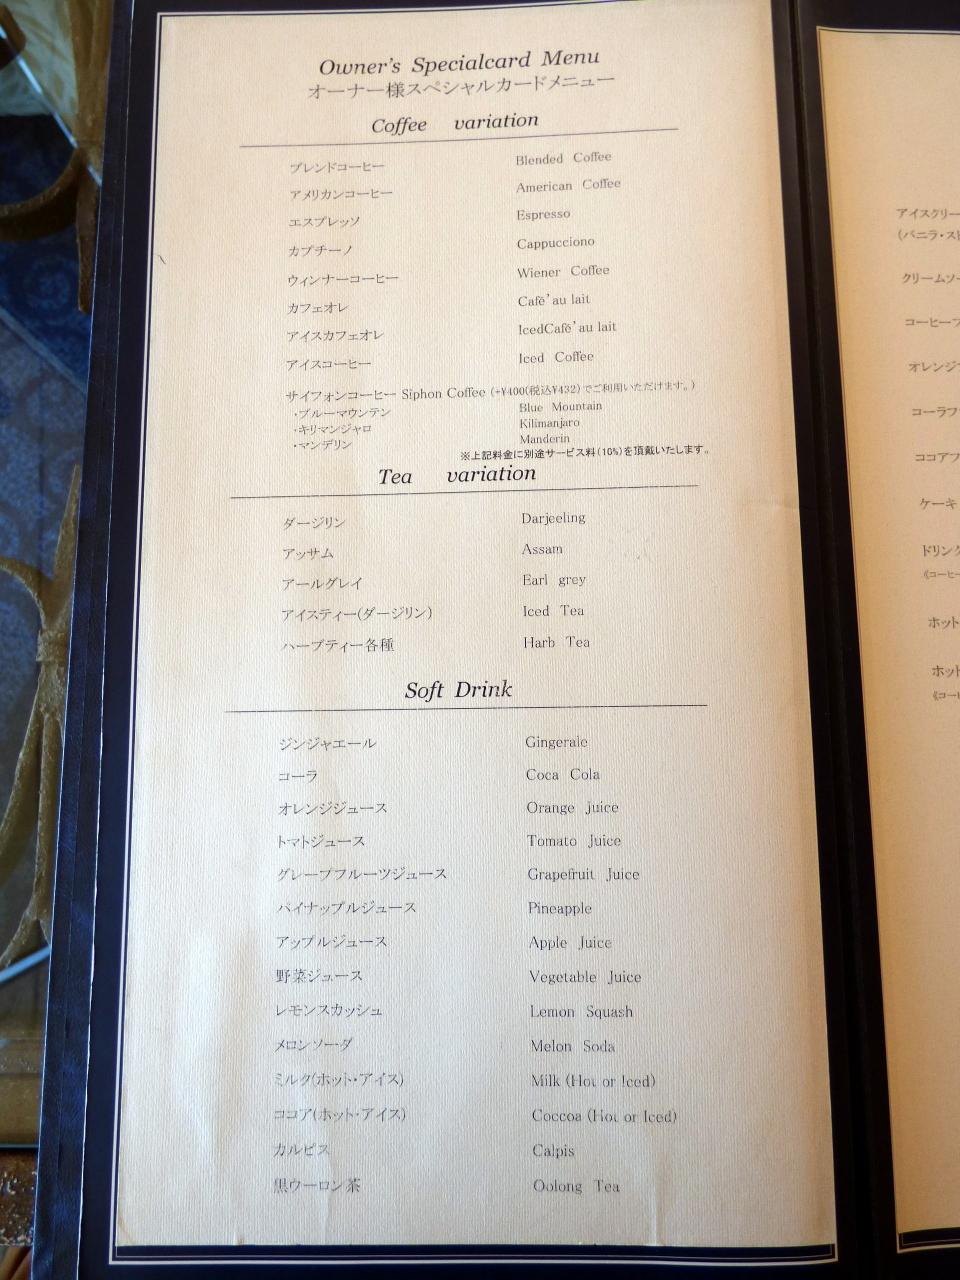 Owner's Specialcard Menu
オーナー様スペシャルカードメニュー
Coffee variation
ブレンドコーヒー Blended Coffee
アメリカンコーヒー American Coffee
エスプレッソ Espresso
カプチーノ Cappucciono
ウィンナーコーヒー Wiener Coffee
カフェオレ Café'au lait
アイスカフェオレ IcedCafé'au lait
アイスコーヒー Iced Coffee
サイフォンコーヒー Siphon Coffee (+¥400(税込¥432)でご利用いただけます。)
・ブルーマウンテン Blue Mountain
・キリマンジャロ Kilimanjaro
・マンデリン Manderin
※上記料金に別途サービス料(10%)を頂戴いたします。
Tea variation
ダージリン Darjeeling
アッサム Assam
アールグレイ Earl grey
アイスティー(ダージリン) Iced Tea
ハーブティー各種 Harb Tea
Soft Drink
ジンジャエール Gingerale
コーラ Coca Cola
オレンジジュース Orange Juice
トマトジュース Tomato Juice
グレープフルーツジュース Grapefruit Juice
パイナップルジュース Pineapple
アップルジュース Apple Juice
野菜ジュース Vegetable Juice
レモンスカッシュ Lemon Squash
メロンソーダ Melon Soda
ミルク(ホット・アイス) Milk (Hot or Iced)
ココア(ホット・アイス) Coccoa (Hot or Iced)
カルピス Calpis
黒ウーロン茶 Oolong Tea
アイスクリー
(バニラ・ス
クリームソー
コーヒーフ
オレンジ
コーラフ
ココアフ
ケーキ
ドリンク
《コーヒー
ホット
ホット
《コー